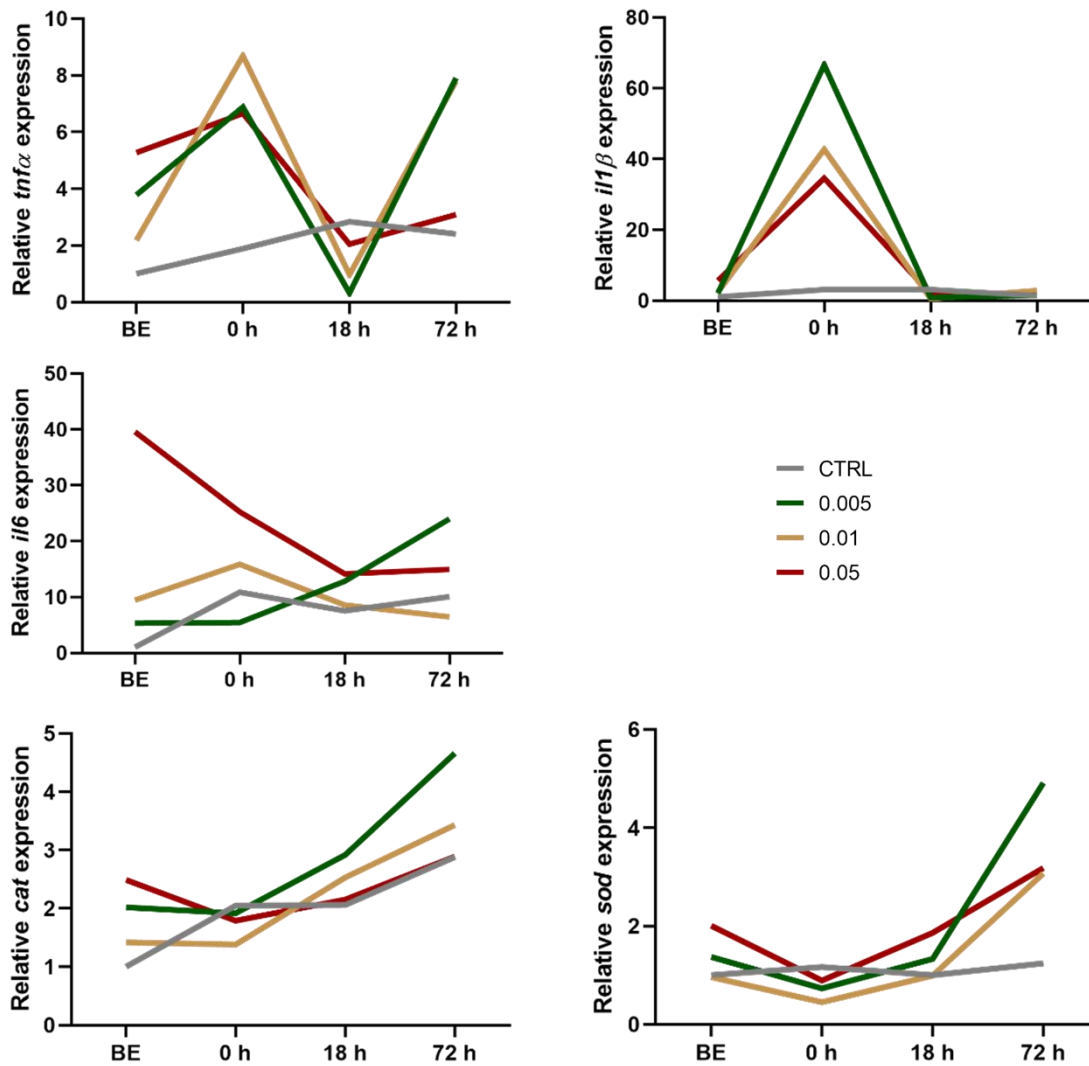 Relative tnfα expression
10
8
6
4
2
0
BE 0 h 18 h 72 h
Relative il1β expression
80
60
40
20
0
BE 0 h 18 h 72 h
Relative il6 expression
50
40
30
20
10
0
BE 0 h 18 h 72 h
CTRL
0.005
0.01
0.05
Relative cat expression
5
4
3
2
1
0
BE 0 h 18 h 72 h
Relative sod expression
6
4
2
0
BE 0 h 18 h 72 h